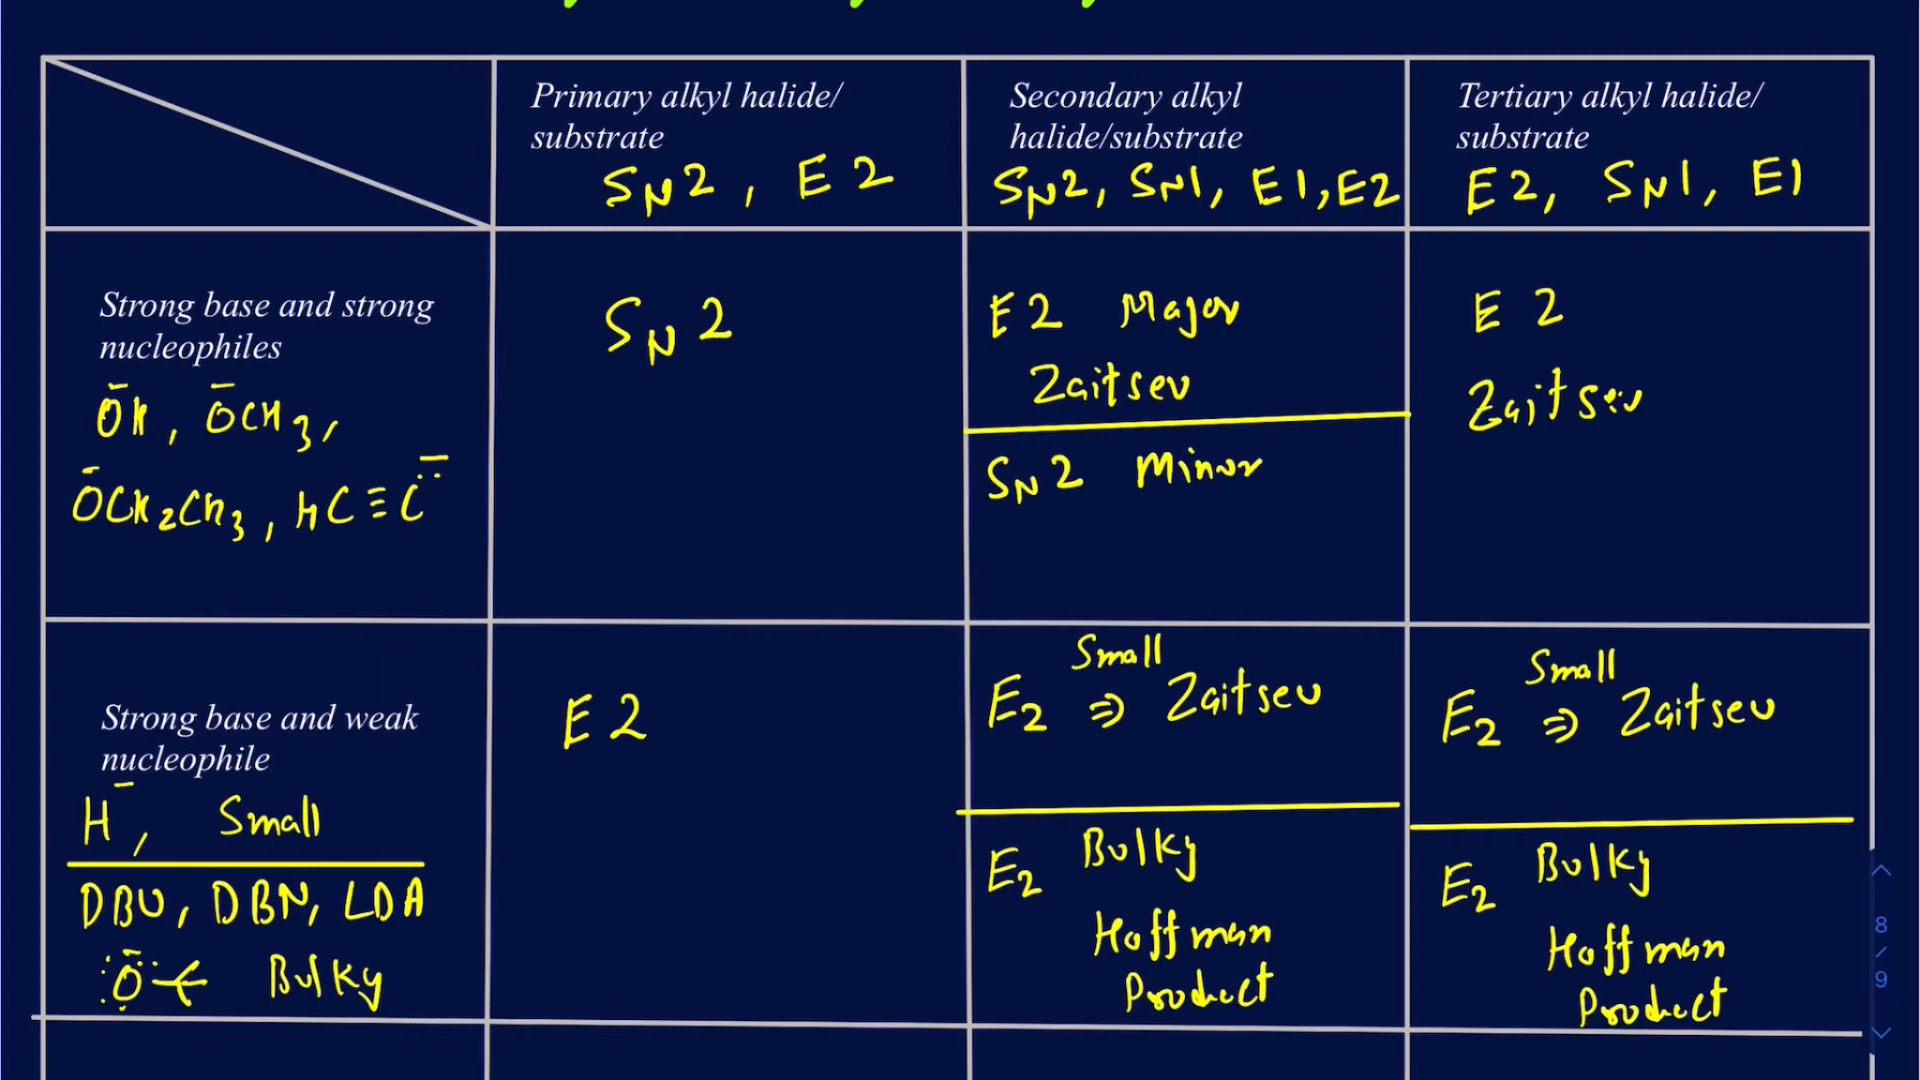 Primary alkyl halide/
substrate
SN2, E2
Secondary alkyl
halide/substrate
SN2, SN1, E1, E2
Tertiary alkyl halide/
substrate
E2, SN1, E1
Strong base and strong
nucleophiles
ŌH, ŌCH3,
ŌCH2CH3, HC≡C̄:
SN2
E2 Major
Zaitsev
SN2 Minor
E2
Zaitsev
Strong base and weak
nucleophile
H⁻, Small
DBU, DBN, LDA
:Ō Bulky
E2
Small
E2 ⇒ Zaitsev
E2 Bulky
Hoffman
Product
Small
E2 ⇒ Zaitsev
E2 Bulky
Hoffman
Product
8
/
9